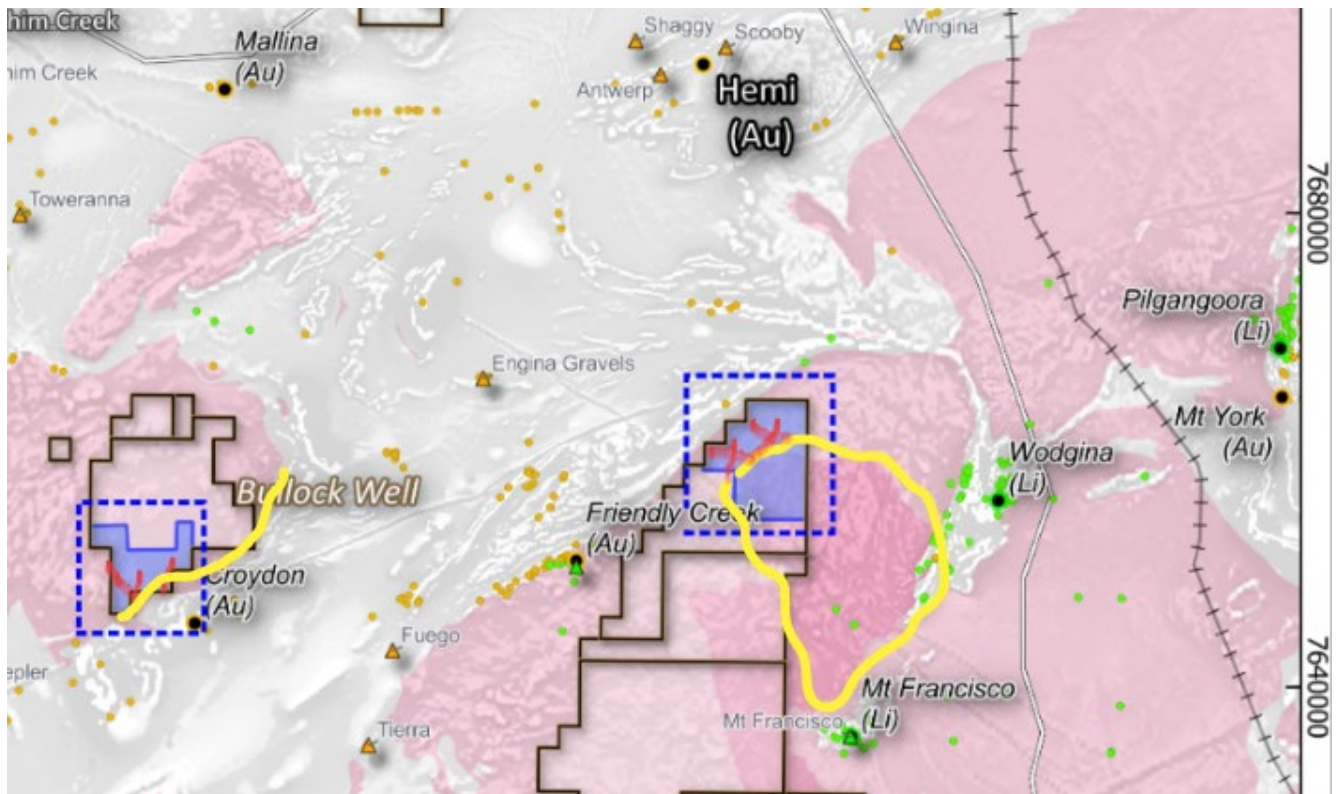 him Creek
Mallina
(Au)
Shaggy
Scooby
Wingina
him Creek
Antwerp
Hemi
(Au)
Toweranna
7680000
Pilgangoora
(Li)
Engina Gravels
Mt York
(Au)
Wodgina
(Li)
Bullock Well
Friendly Creek
(Au)
Croydon
(Au)
Fuego
epler
Mt Francisco
(Li)
Mt Francisco
Tierra
7640000